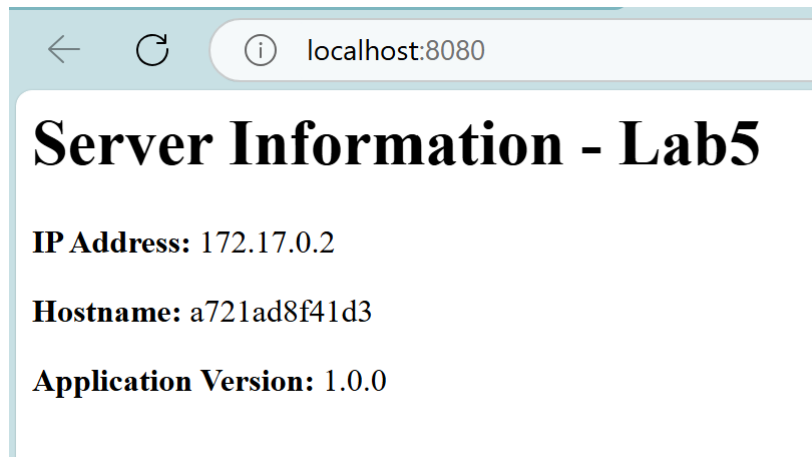 localhost:8080
Server Information - Lab5
IP Address: 172.17.0.2
Hostname: a721ad8f41d3
Application Version: 1.0.0